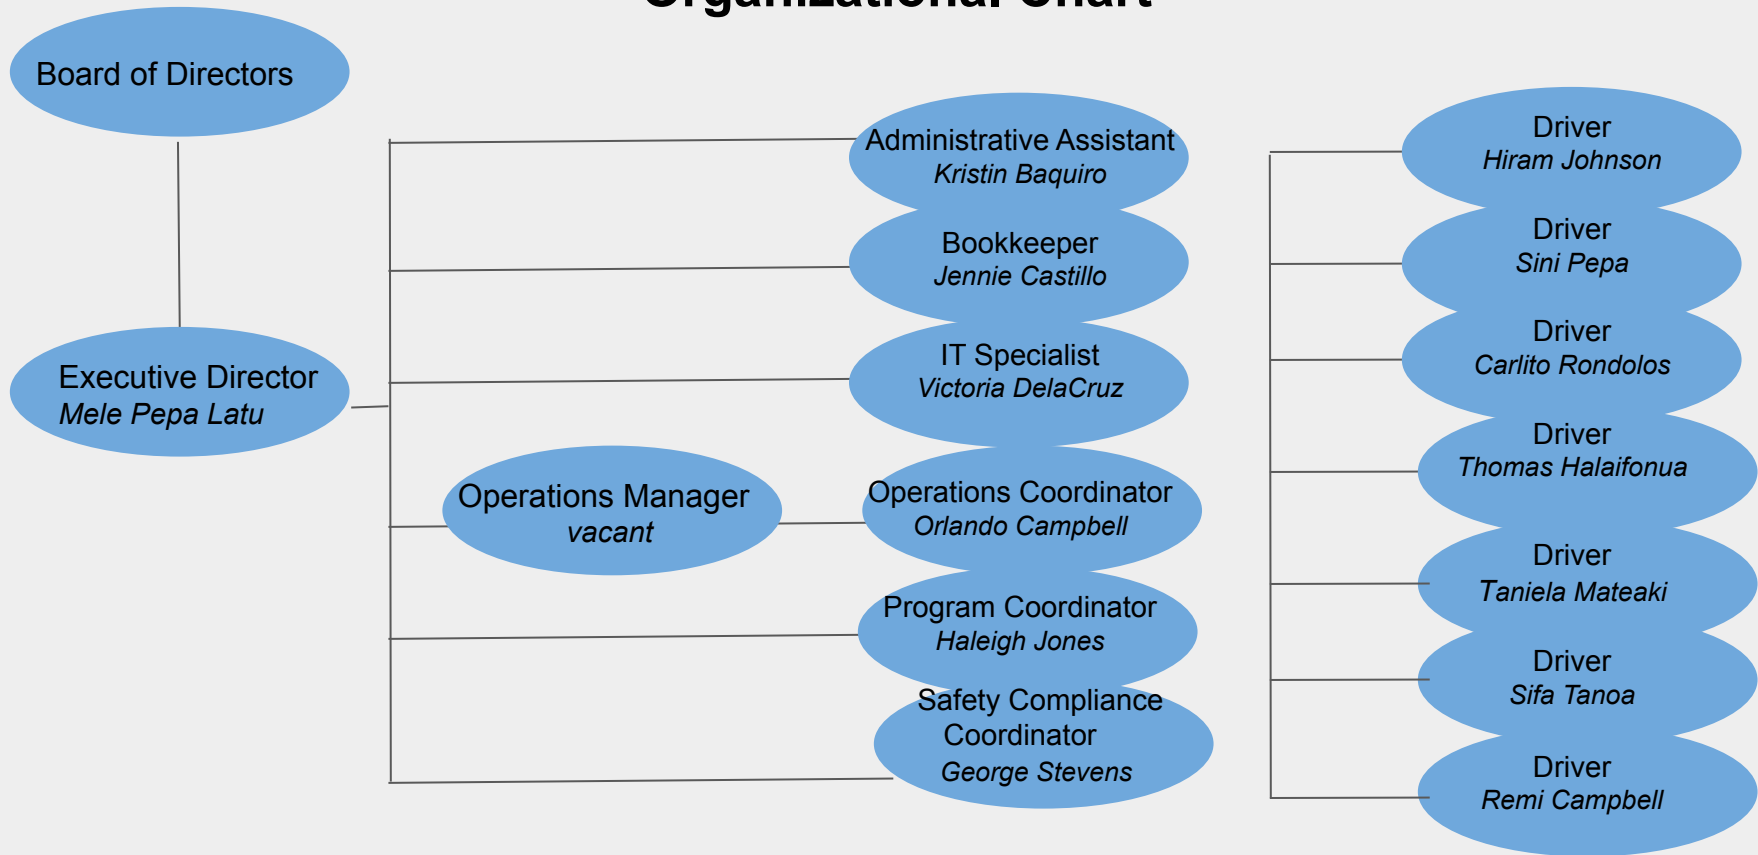 Organizational Chart
Board of Directors
Executive Director
Mele Pepa Latu
Administrative Assistant
Kristin Baquiro
Bookkeeper
Jennie Castillo
IT Specialist
Victoria DelaCruz
Operations Manager
vacant
Operations Coordinator
Orlando Campbell
Program Coordinator
Haleigh Jones
Safety Compliance
Coordinator
George Stevens
Driver
Hiram Johnson
Driver
Sini Pepa
Driver
Carlito Rondolos
Driver
Thomas Halaifonua
Driver
Taniela Mateaki
Driver
Sifa Tanoa
Driver
Remi Campbell